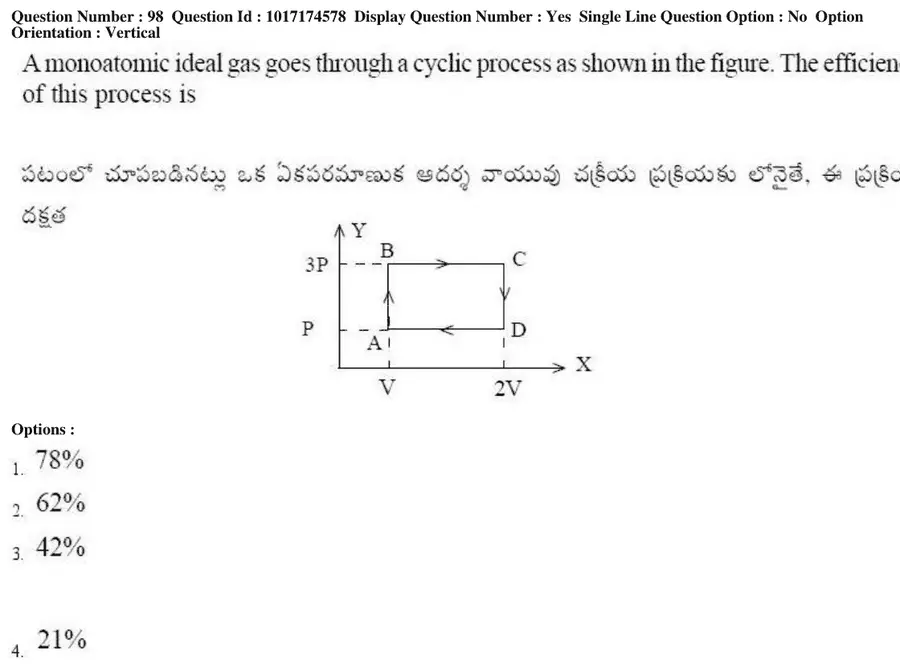 Question Number : 98 Question Id : 1017174578 Display Question Number : Yes Single Line Question Option : No Option
Orientation : Vertical
A monoatomic ideal gas goes through a cyclic process as shown in the figure. The efficien
of this process is
పటంలో చూపబడినట్లు ఒక ఏకపరమాణుక ఆదర్శ వాయువు చక్రీయ ప్రక్రియకు లోనైతే, ఈ ప్రక్రియ
దక్షత
Y
B
C
3P
P
A
D
X
V 2V
Options :
1. 78%
2. 62%
3. 42%
4. 21%